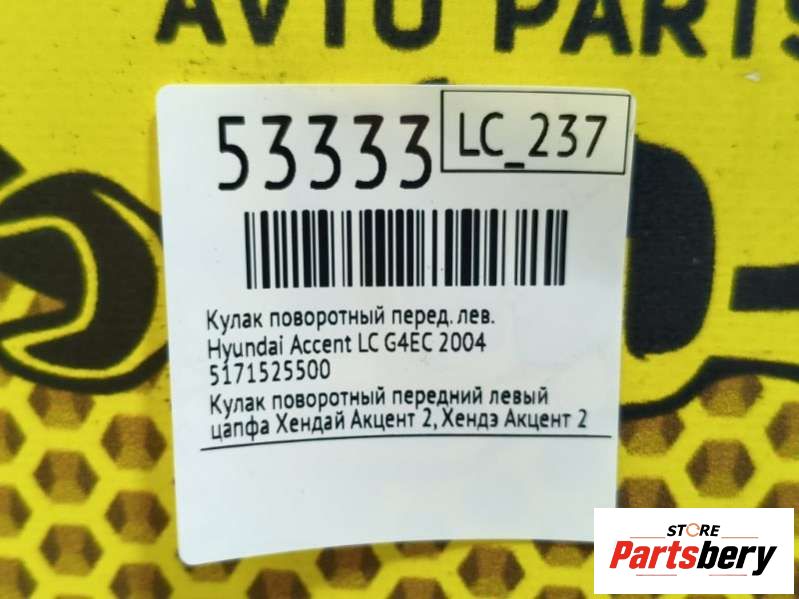 AVTO PARTS
53333 LC_237
Кулак поворотный перед. лев.
Hyundai Accent LC G4EC 2004
5171525500
Кулак поворотный передний левый
цапфа Хендай Акцент 2, Хендэ Акцент 2
STORE
Partsbery